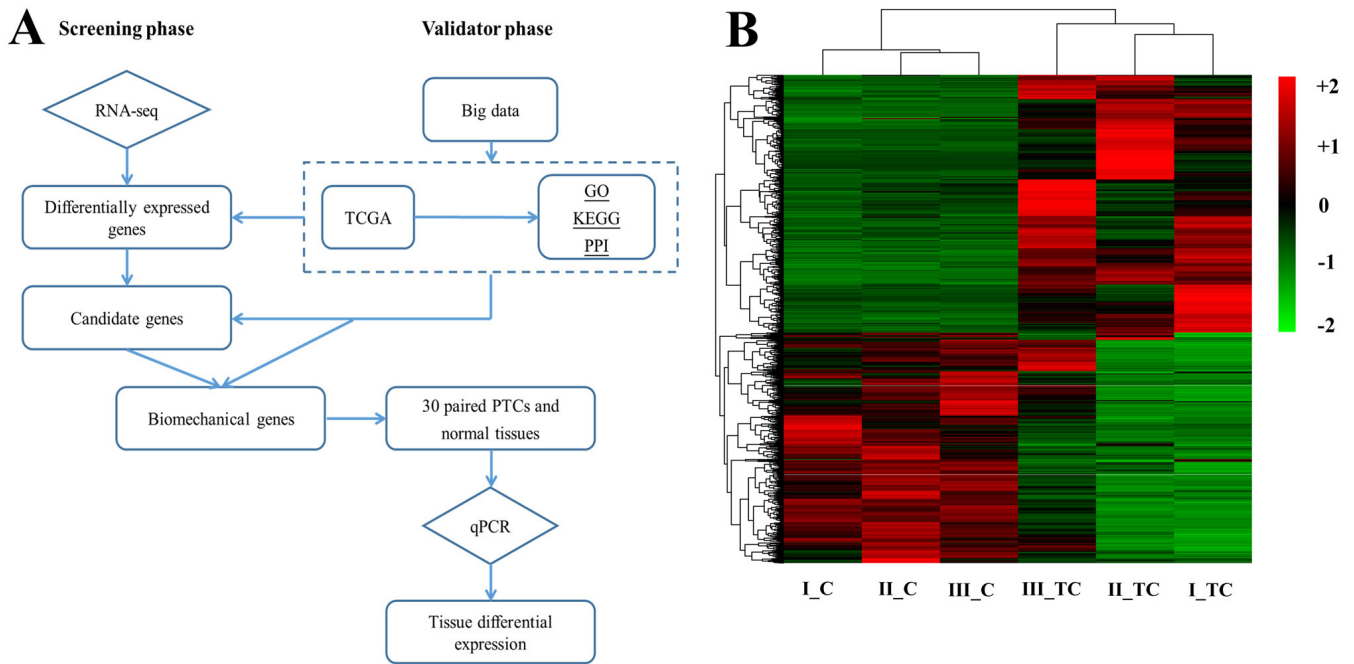 A
Screening phase
Validator phase
RNA-seq
Big data
Differentially expressed
genes
TCGA
GO
KEGG
PPI
Candidate genes
Biomechanical genes
30 paired PTCs and
normal tissues
qPCR
Tissue differential
expression
B
+2
+1
0
-1
-2
I_C
II_C
III_C
III_TC
II_TC
I_TC